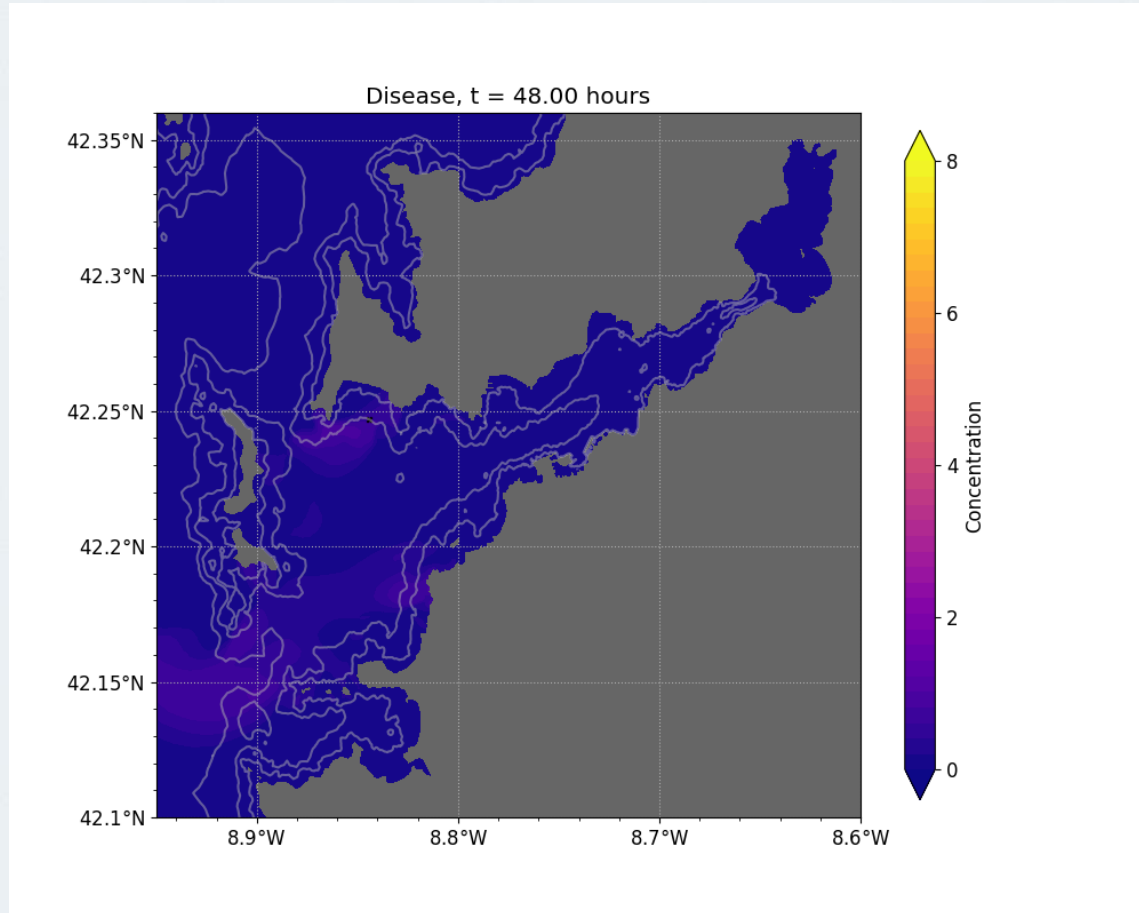 Disease, t = 48.00 hours
42.35°N
42.3°N
42.25°N
42.2°N
42.15°N
42.1°N
8.9°W
8.8°W
8.7°W
8.6°W
8
6
4
2
0
Concentration